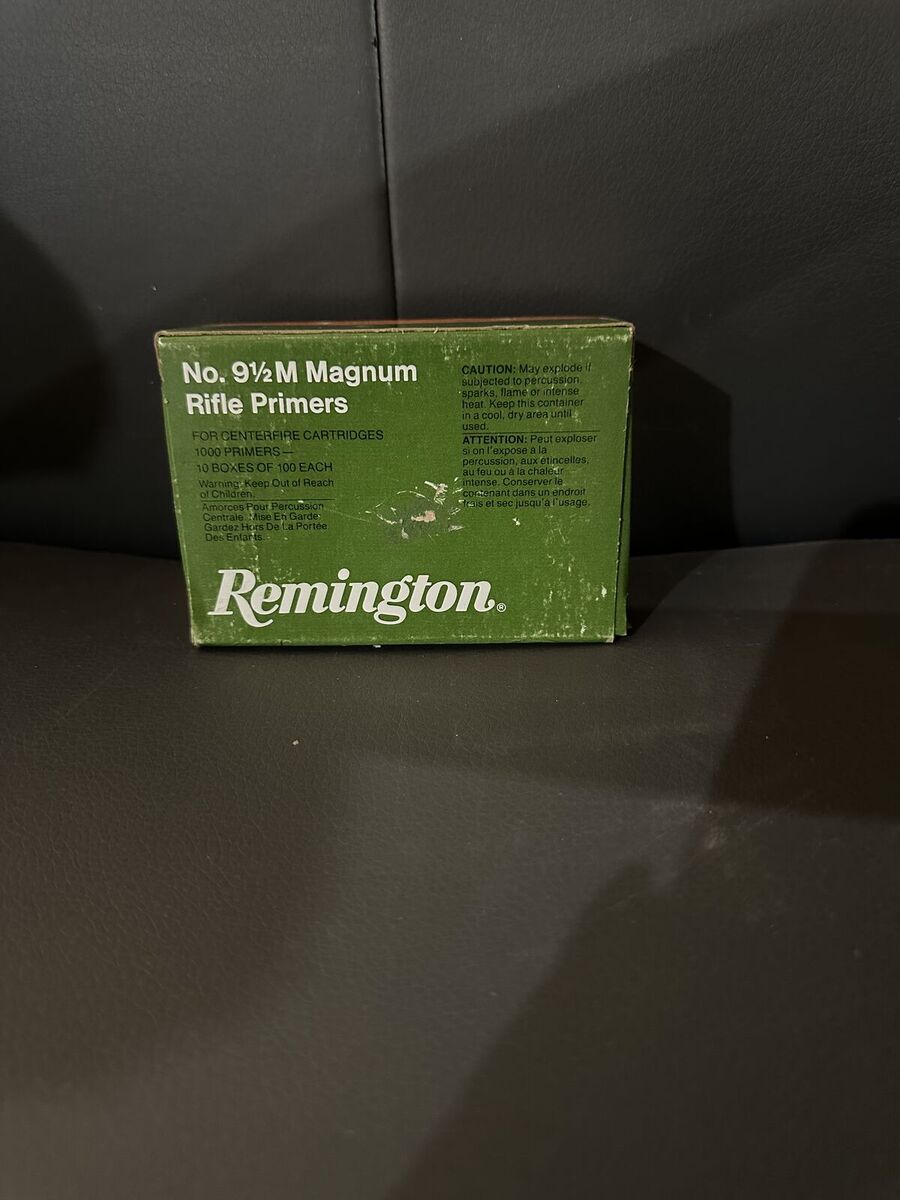 No. 9½M Magnum
Rifle Primers
FOR CENTERFIRE CARTRIDGES
1000 PRIMERS—
10 BOXES OF 100 EACH
Warning: Keep Out of Reach
of Children.
Amorces Pour Percussion
Centrale. Mise En Garde:
Gardez Hors De La Portée
Des Enfants.
CAUTION: May explode if
subjected to percussion,
sparks, flame or intense
heat. Keep this container
in a cool, dry area until
used.
ATTENTION: Peut exploser
si on l'expose à la
percussion, aux étincelles,
au feu ou à la chaleur
intense. Conserver le
contenant dans un endroit
frais et sec jusqu'à l'usage.
Remington®